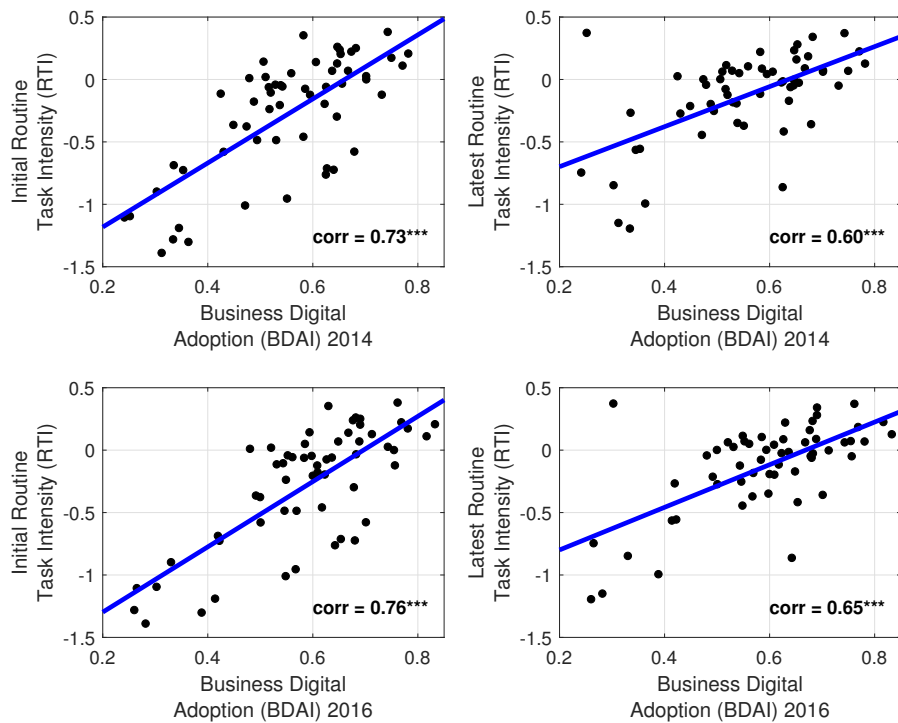 0.5
0
-0.5
-1
-1.5
Initial Routine
Task Intensity (RTI)
corr = 0.73***
0.2 0.4 0.6 0.8
Business Digital
Adoption (BDAI) 2014
0.5
0
-0.5
-1
-1.5
Latest Routine
Task Intensity (RTI)
corr = 0.60***
0.2 0.4 0.6 0.8
Business Digital
Adoption (BDAI) 2014
0.5
0
-0.5
-1
-1.5
Initial Routine
Task Intensity (RTI)
corr = 0.76***
0.2 0.4 0.6 0.8
Business Digital
Adoption (BDAI) 2016
0.5
0
-0.5
-1
-1.5
Latest Routine
Task Intensity (RTI)
corr = 0.65***
0.2 0.4 0.6 0.8
Business Digital
Adoption (BDAI) 2016